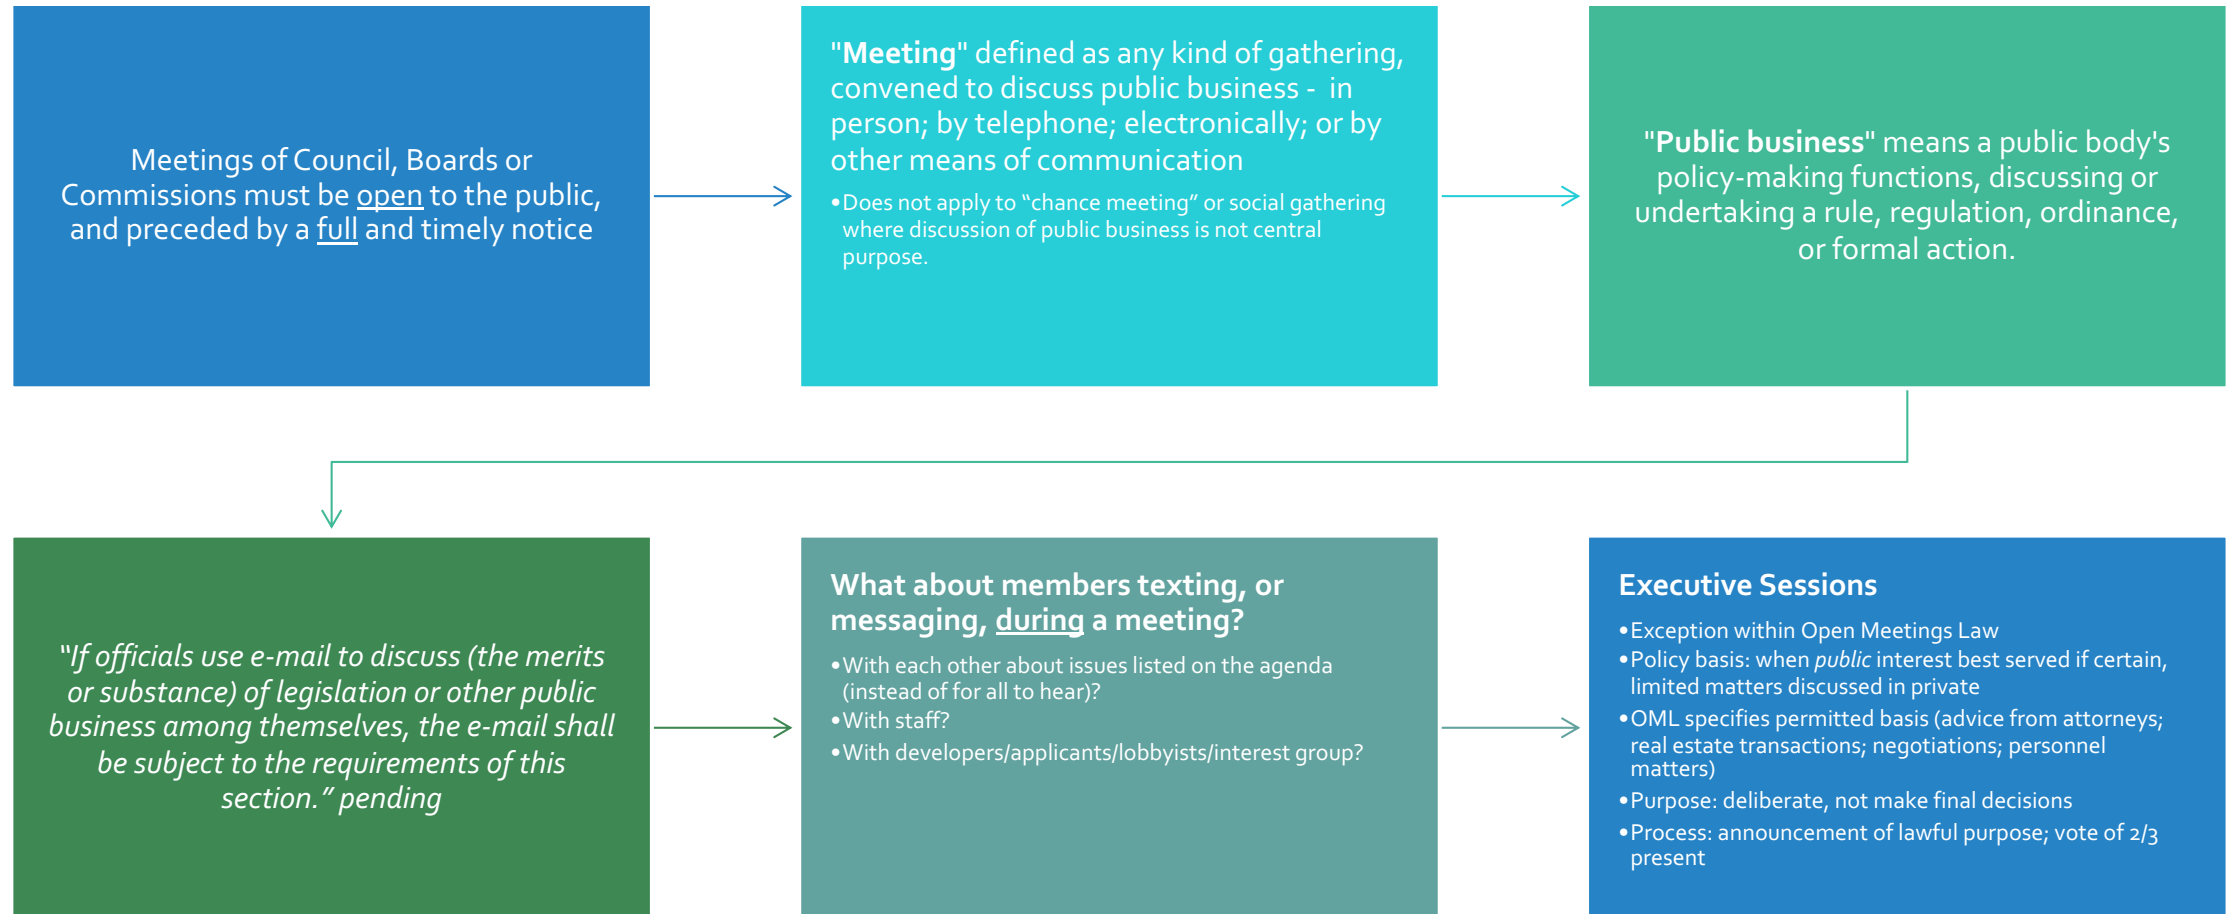 Meetings of Council, Boards or
Commissions must be open to the public,
and preceded by a full and timely notice
"Meeting" defined as any kind of gathering,
convened to discuss public business - in
person; by telephone; electronically; or by
other means of communication
•Does not apply to “chance meeting” or social gathering
where discussion of public business is not central
purpose.
"Public business" means a public body's
policy-making functions, discussing or
undertaking a rule, regulation, ordinance,
or formal action.
“If officials use e-mail to discuss (the merits
or substance) of legislation or other public
business among themselves, the e-mail shall
be subject to the requirements of this
section.” pending
What about members texting, or
messaging, during a meeting?
•With each other about issues listed on the agenda
(instead of for all to hear)?
•With staff?
•With developers/applicants/lobbyists/interest group?
Executive Sessions
•Exception within Open Meetings Law
•Policy basis: when public interest best served if certain,
limited matters discussed in private
•OML specifies permitted basis (advice from attorneys;
real estate transactions; negotiations; personnel
matters)
•Purpose: deliberate, not make final decisions
•Process: announcement of lawful purpose; vote of 2/3
present